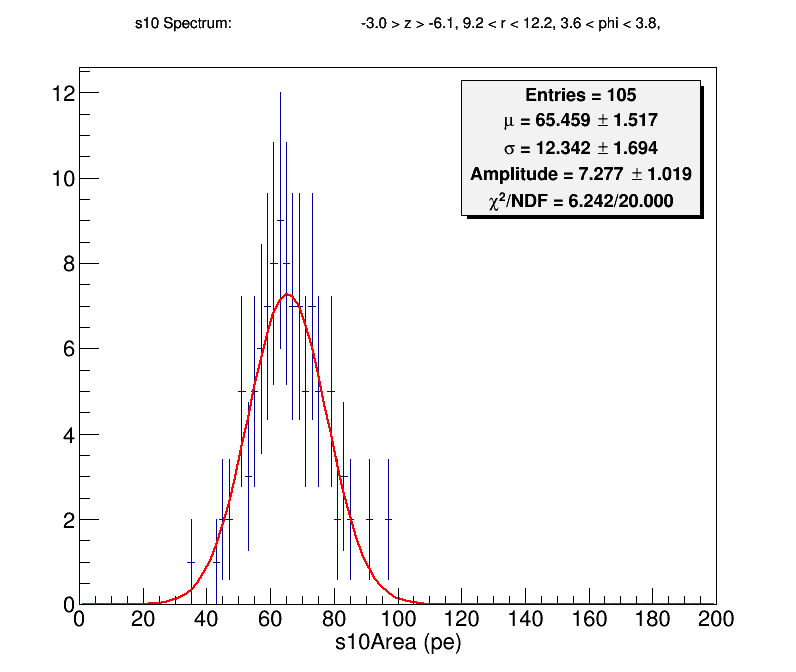 s10 Spectrum: -3.0 > z > -6.1, 9.2 < r < 12.2, 3.6 < phi < 3.8,
Entries = 105
μ = 65.459 ± 1.517
σ = 12.342 ± 1.694
Amplitude = 7.277 ± 1.019
χ²/NDF = 6.242/20.000
12
10
8
6
4
2
0
0 20 40 60 80 100 120 140 160 180 200
s10Area (pe)